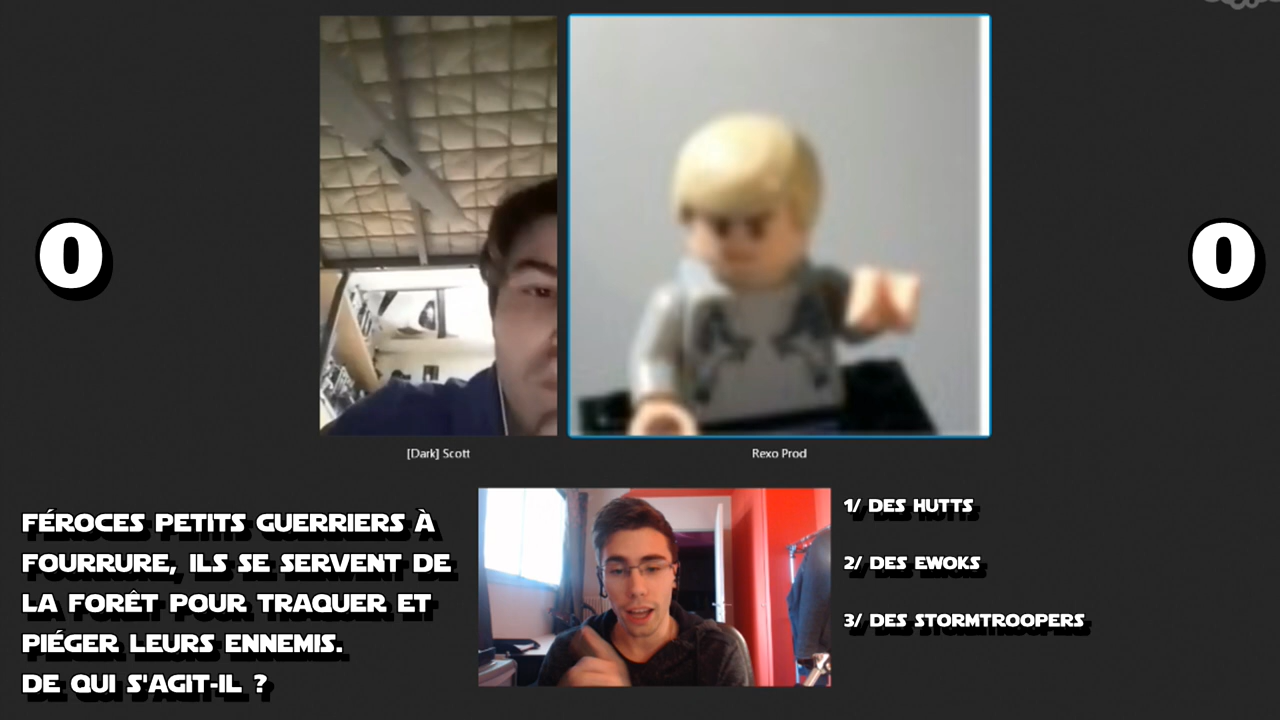 0
0
[Dark] Scott
Rexo Prod
FÉROCES PETITS GUERRIERS À
FOURRURE, ILS SE SERVENT DE
LA FORÊT POUR TRAQUER ET
PIÉGER LEURS ENNEMIS.
DE QUI S'AGIT-IL ?
1/ DES HUTTS
2/ DES EWOKS
3/ DES STORMTROOPERS